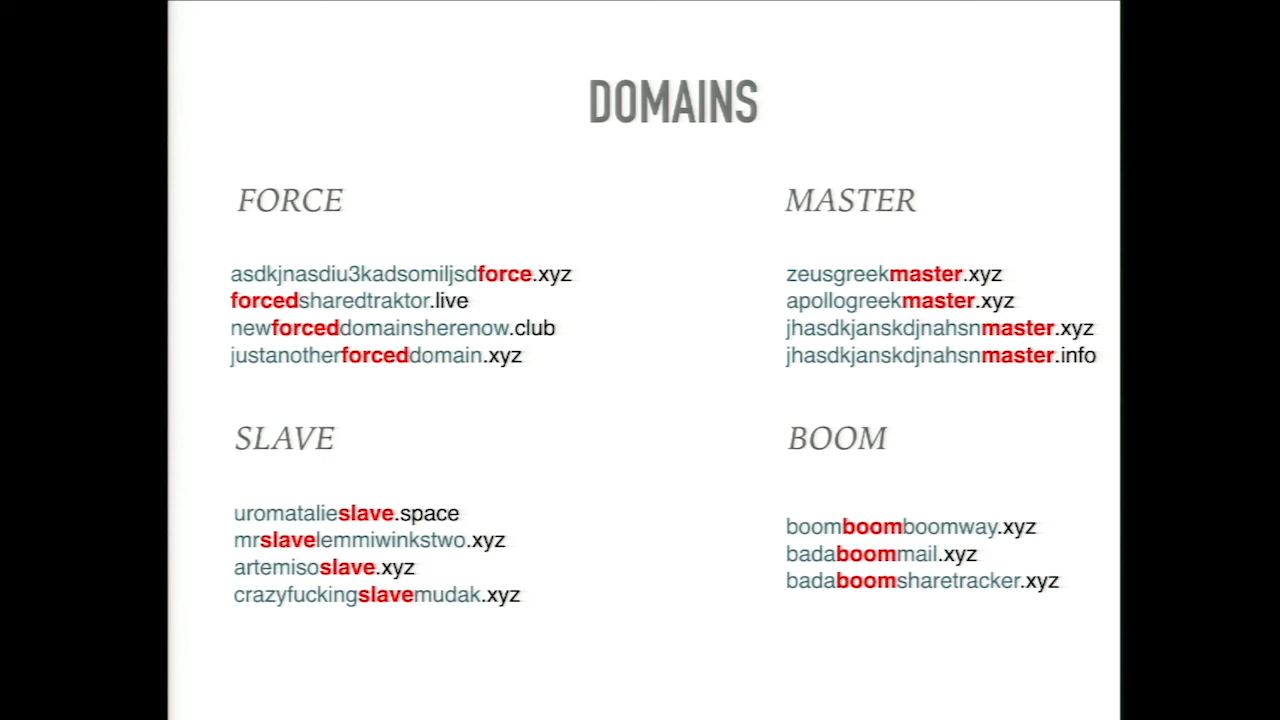 DOMAINS
FORCE
asdkjnasdiu3kadsomiljsdforce.xyz
forcedsharedtraktor.live
newforceddomainsherenow.club
justanotherforceddomain.xyz
MASTER
zeusgreekmaster.xyz
apollogreekmaster.xyz
jhasdkjanskdjnahsnmaster.xyz
jhasdkjanskdjnahsnmaster.info
SLAVE
uromatalieslave.space
mrslavelemmiwinkstwo.xyz
artemisoslave.xyz
crazyfuckingslavemudak.xyz
BOOM
boomboomboomway.xyz
badaboommail.xyz
badaboomsharetracker.xyz